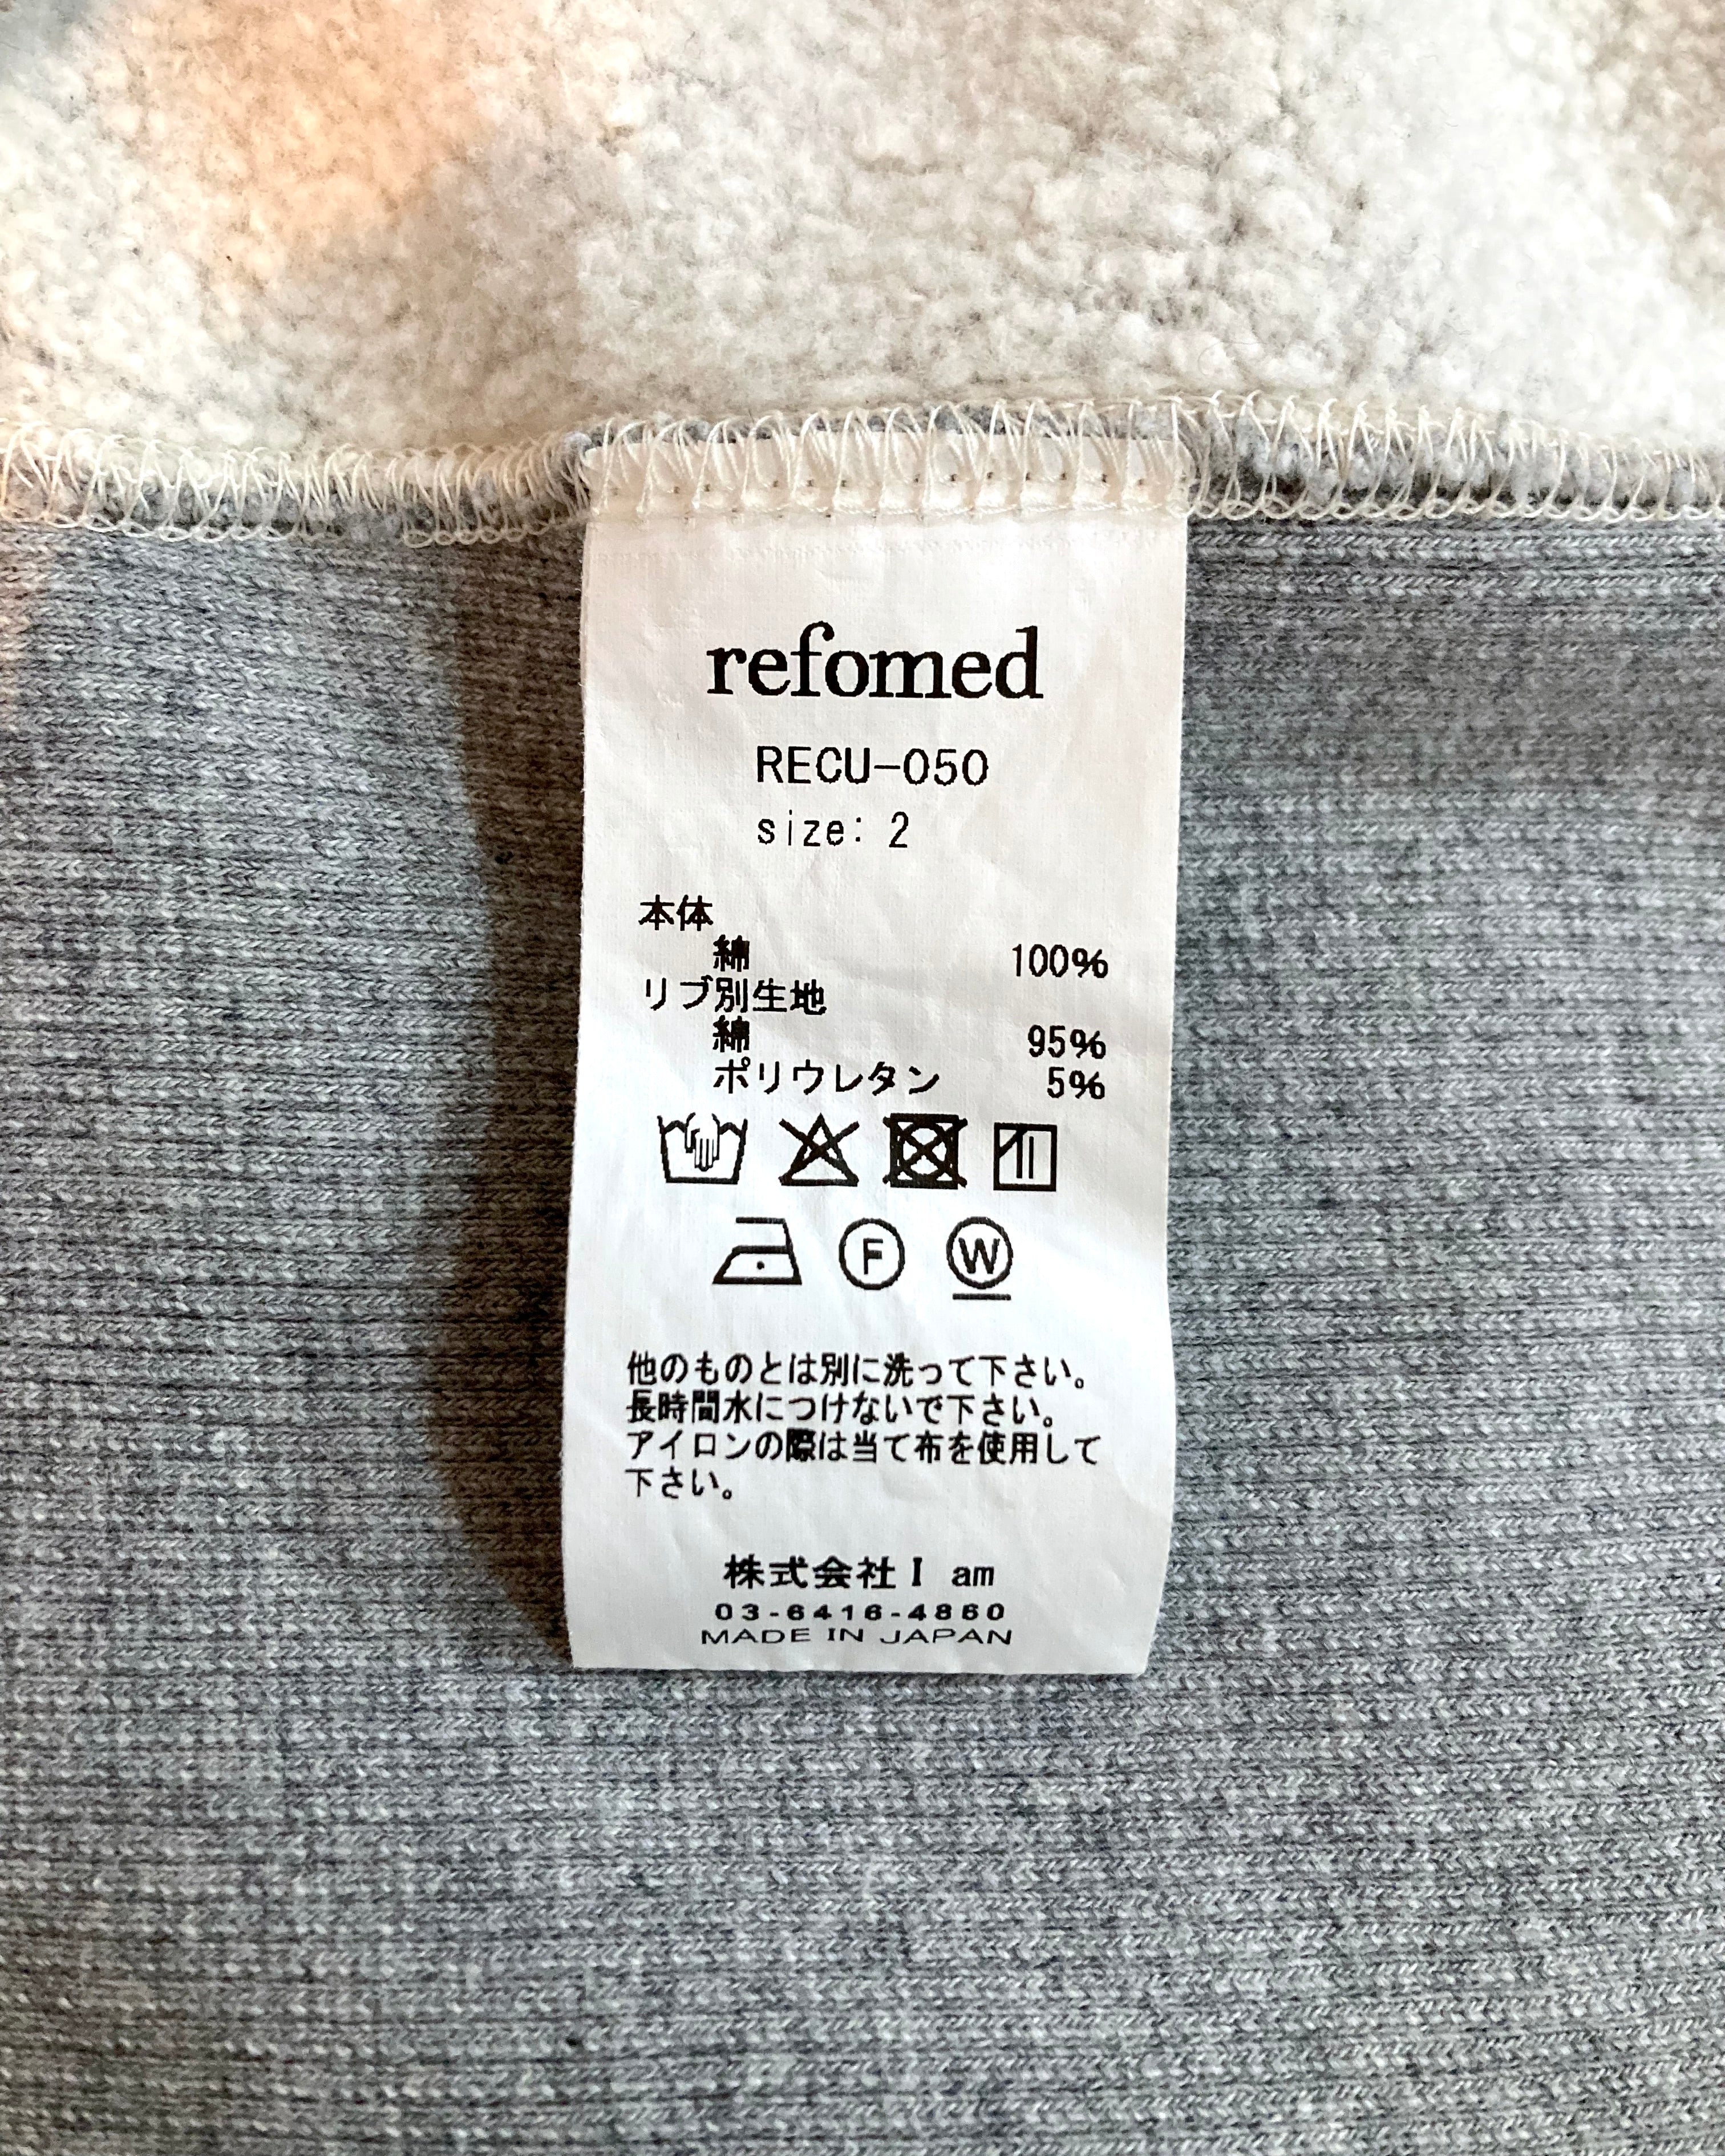 refomed
RECU-050
size: 2
本体
綿 100%
リブ別生地
綿 95%
ポリウレタン 5%
F W
他のものとは別に洗って下さい。
長時間水につけないで下さい。
アイロンの際は当て布を使用して
下さい。
株式会社I am
03-6416-4860
MADE IN JAPAN